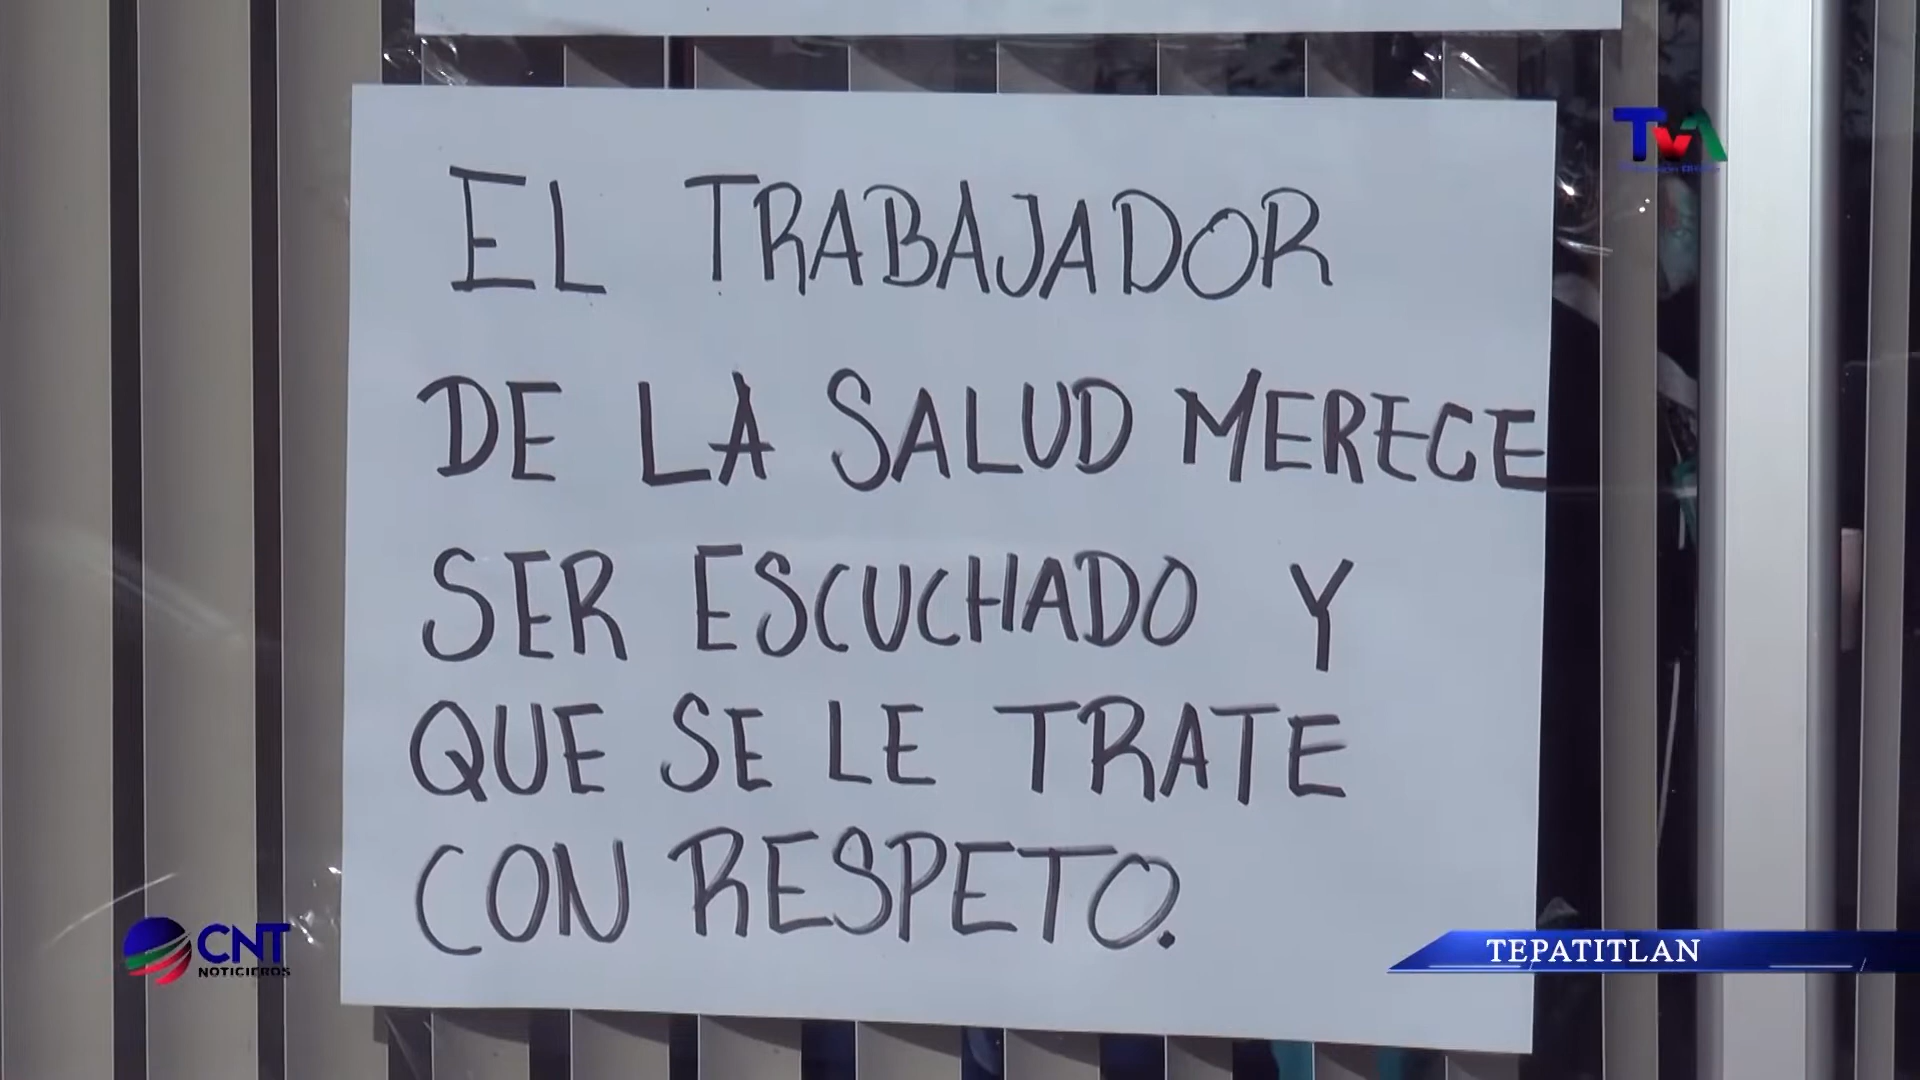 TVA
EL TRABAJADOR
DE LA SALUD MERECE
SER ESCUCHADO Y
QUE SE LE TRATE
CON RESPETO.
CNT
NOTICIEROS
TEPATITLAN